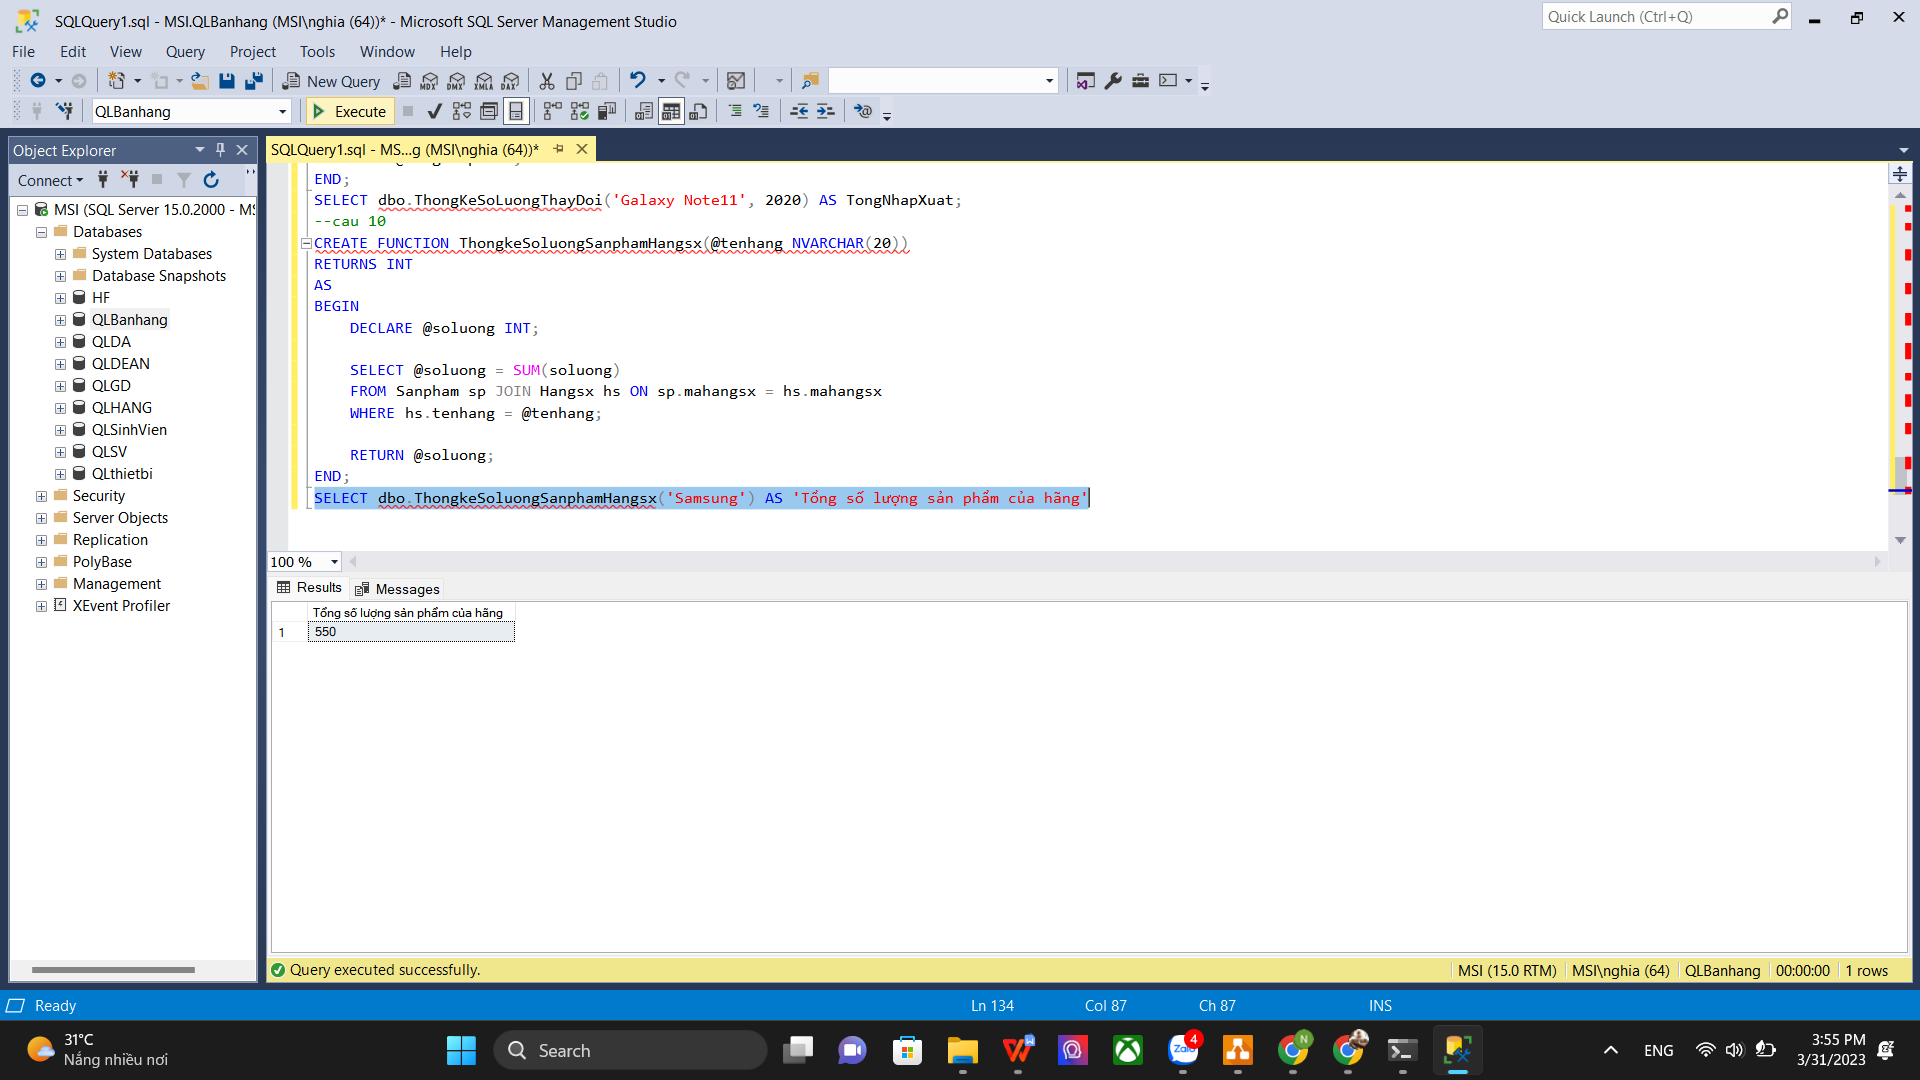 SQLQuery1.sql - MSI.QLBanhang (MSI\nghia (64))* - Microsoft SQL Server Management Studio
Quick Launch (Ctrl+Q)
File Edit View Query Project Tools Window Help
New Query MDX DMX XMLA DAX
QLBanhang Execute
Object Explorer
SQLQuery1.sql - MS...g (MSI\nghia (64))*
Connect
MSI (SQL Server 15.0.2000 - MS
Databases
System Databases
Database Snapshots
HF
QLBanhang
QLDA
QLDEAN
QLGD
QLHANG
QLSinhVien
QLSV
QLthietbi
Security
Server Objects
Replication
PolyBase
Management
XEvent Profiler
END;
SELECT dbo.ThongKeSoLuongThayDoi('Galaxy Note11', 2020) AS TongNhapXuat;
--cau 10
CREATE FUNCTION ThongkeSoluongSanphamHangsx(@tenhang NVARCHAR(20))
RETURNS INT
AS
BEGIN
DECLARE @soluong INT;
SELECT @soluong = SUM(soluong)
FROM Sanpham sp JOIN Hangsx hs ON sp.mahangsx = hs.mahangsx
WHERE hs.tenhang = @tenhang;
RETURN @soluong;
END;
SELECT dbo.ThongkeSoluongSanphamHangsx('Samsung') AS 'Tổng số lượng sản phẩm của hãng'
100 %
Results Messages
Tổng số lượng sản phẩm của hãng
1 550
Query executed successfully.
MSI (15.0 RTM) MSI\nghia (64) QLBanhang 00:00:00 1 rows
Ready Ln 134 Col 87 Ch 87 INS
31°C
Nắng nhiều nơi
Search
Zalo 4
N
ENG
3:55 PM
3/31/2023